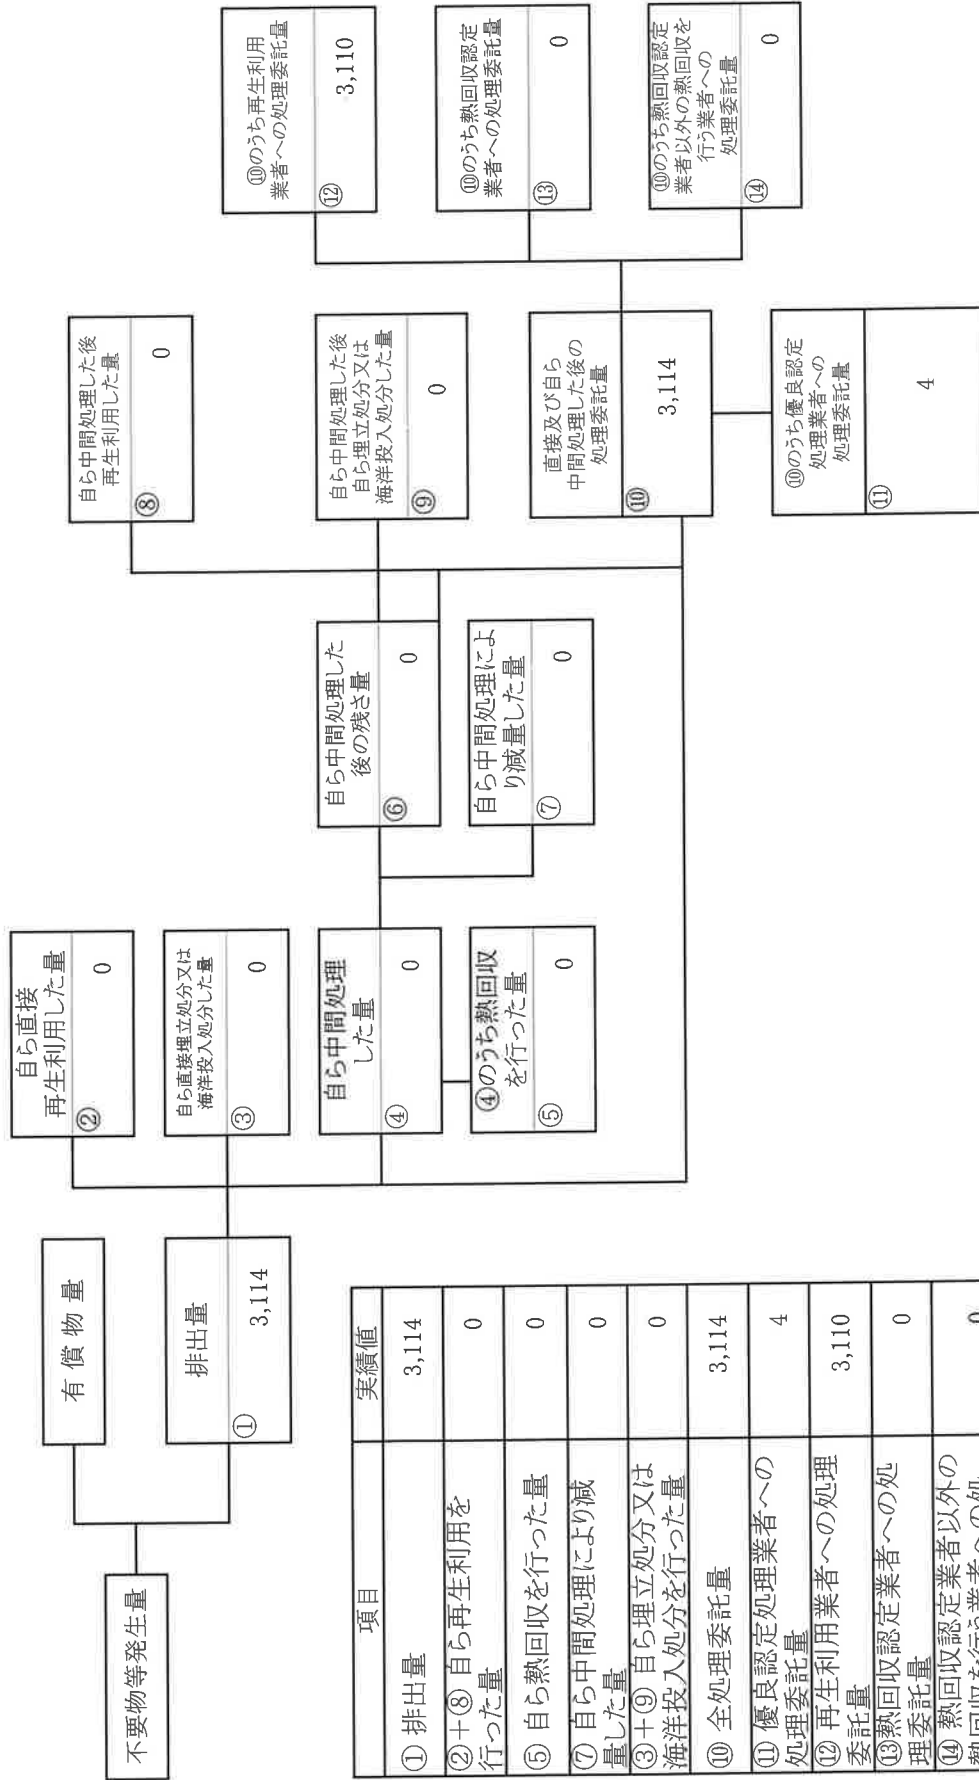 不要物等発生量
有 償 物 量
排出量
①
3,114
自ら直接
再生利用した量
②
0
自ら直接埋立処分又は
海洋投入処分した量
③
0
自ら中間処理
した量
④
0
④のうち熱回収
を行った量
⑤
0
自ら中間処理した
後の残さ量
⑥
0
自ら中間処理によ
り減量した量
⑦
0
自ら中間処理した後
再生利用した量
⑧
0
自ら中間処理した後
自ら埋立処分又は
海洋投入処分した量
⑨
0
直接及び自ら
中間処理した後の
処理委託量
⑩
3,114
⑩のうち優良認定
処理業者への
処理委託量
⑪
4
⑩のうち再生利用
業者への処理委託量
⑫
3,110
⑩のうち熱回収認定
業者への処理委託量
⑬
0
⑩のうち熱回収認定
業者以外の熱回収を
行う業者への
処理委託量
⑭
0
項目
実績値
① 排出量
3,114
②+⑧ 自ら再生利用を
行った量
0
⑤ 自ら熱回収を行った量
0
⑦ 自ら中間処理により減
量した量
0
③+⑨ 自ら埋立処分又は
海洋投入処分を行った量
0
⑩ 全処理委託量
3,114
⑪ 優良認定処理業者への
処理委託量
4
⑫ 再生利用業者への処理
委託量
3,110
⑬熱回収認定業者への処
理委託量
0
⑭ 熱回収認定業者以外の
熱回収を行う業者への処
0